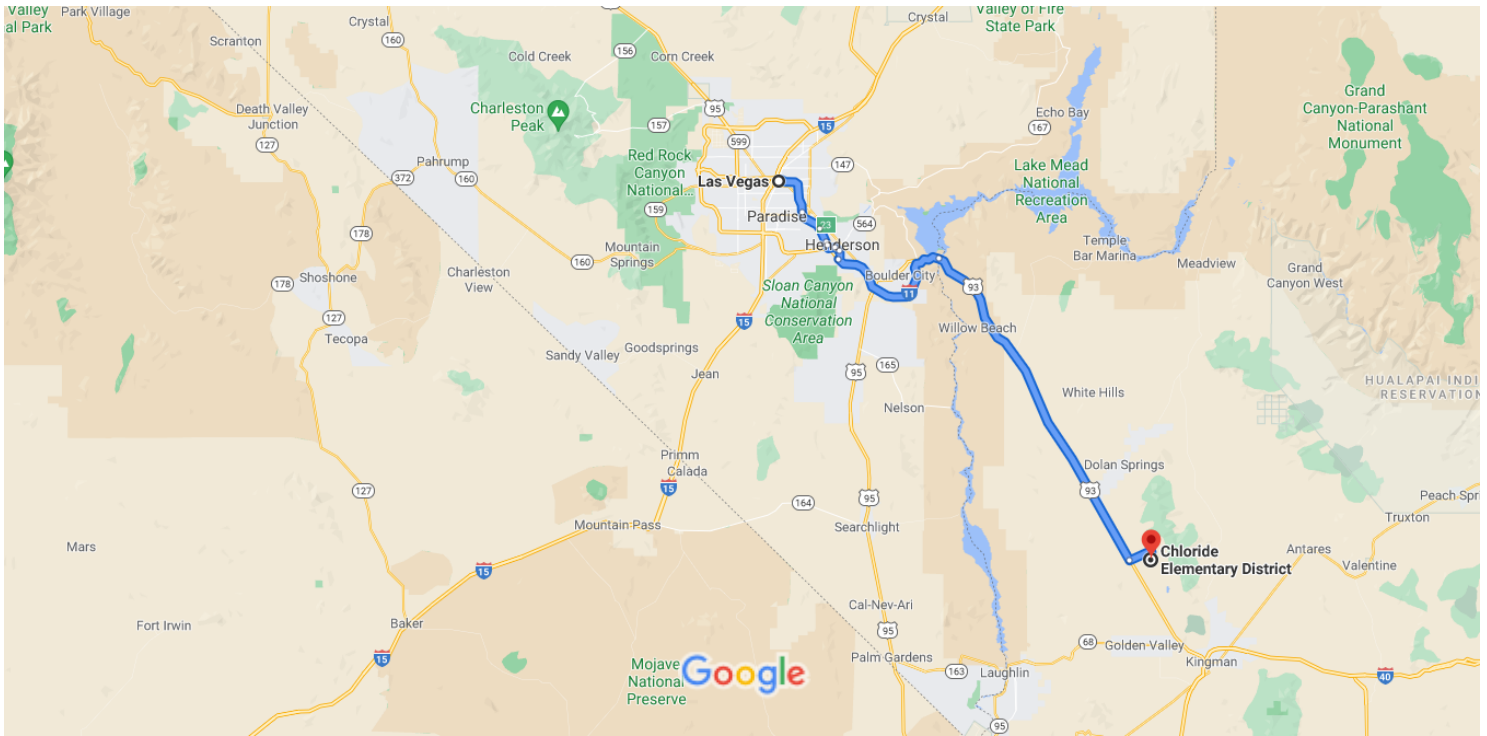 Valley
al Park
Park Village
Crystal
160
Scranton
156
Cold Creek
Corn Creek
Crystal
Valley of Fire
State Park
95
Charleston
Peak
157
15
Echo Bay
167
Grand
Canyon-Parashant
National
Monument
Death Valley
Junction
127
599
147
Red Rock
Canyon
National...
Pahrump
372
160
Las Vegas
Lake Mead
National
Recreation
Area
159
Paradise
23
564
178
Mountain
Springs
160
Henderson
Temple
Bar Marina
Meadview
Shoshone
178
Charleston
View
Boulder City
11
93
Grand
Canyon West
Sloan Canyon
National
Conservation
Area
127
Tecopa
15
Willow Beach
Sandy Valley
Goodsprings
Jean
95
165
HUALAPAI INDI
RESERVATION
White Hills
Nelson
Primm
Calada
Dolan Springs
127
15
93
95
164
Peach Spri
Mountain Pass
Searchlight
Truxton
Mars
15
Chloride
Elementary District
Antares
Valentine
Cal-Nev-Ari
Fort Irwin
Baker
95
68
Golden Valley
15
Palm Gardens
163
Laughlin
Kingman
40
Mojave
National
Preserve
Google
95